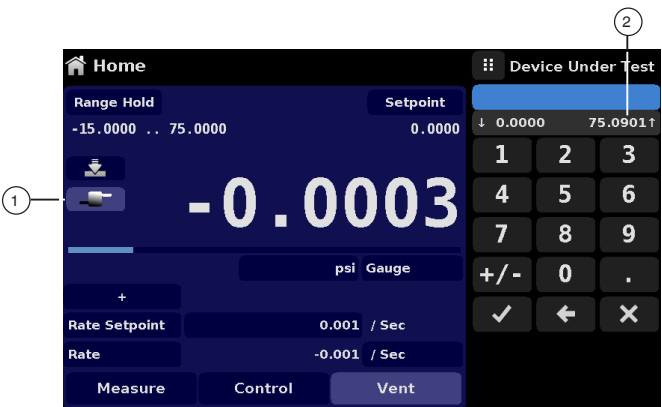 2
Home
Device Under Test
Range Hold
Setpoint
-15.0000 .. 75.0000
0.0000
↓ 0.0000 75.0901↑
1 2 3
1
-0.0003
4 5 6
7 8 9
psi Gauge
+/- 0 .
+
Rate Setpoint 0.001 / Sec
Rate -0.001 / Sec
Measure Control Vent